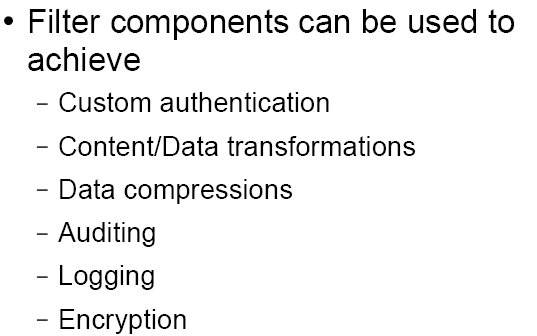 • Filter components can be used to
achieve
– Custom authentication
– Content/Data transformations
– Data compressions
– Auditing
– Logging
– Encryption